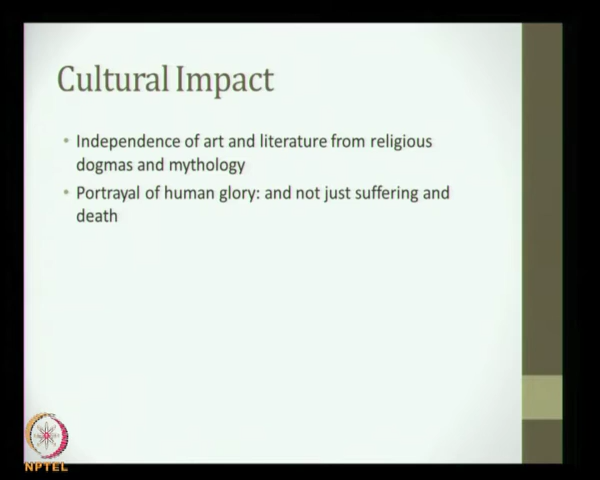 Cultural Impact
• Independence of art and literature from religious
dogmas and mythology
• Portrayal of human glory: and not just suffering and
death
NPTEL